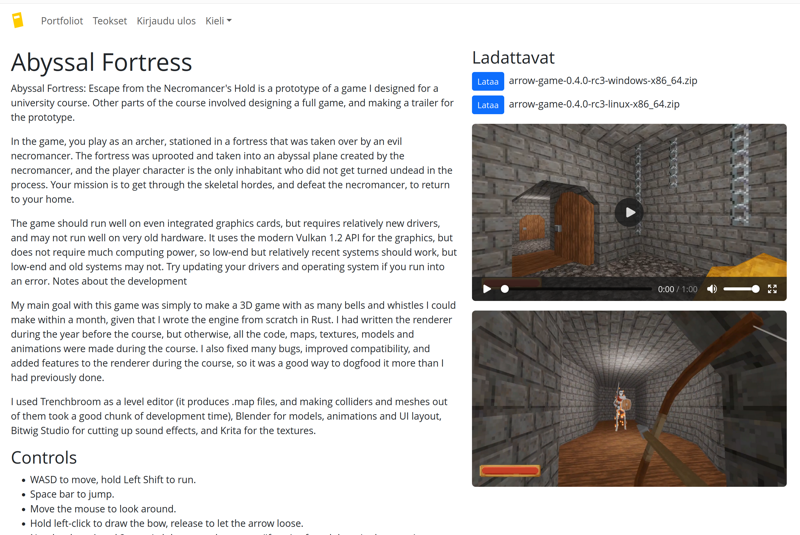 Portfoliot Teokset Kirjaudu ulos Kieli
Abyssal Fortress
Abyssal Fortress: Escape from the Necromancer's Hold is a prototype of a game I designed for a
university course. Other parts of the course involved designing a full game, and making a trailer for
the prototype.
In the game, you play as an archer, stationed in a fortress that was taken over by an evil
necromancer. The fortress was uprooted and taken into an abyssal plane created by the
necromancer, and the player character is the only inhabitant who did not get turned undead in the
process. Your mission is to get through the skeletal hordes, and defeat the necromancer, to return
to your home.
The game should run well on even integrated graphics cards, but requires relatively new drivers,
and may not run well on very old hardware. It uses the modern Vulkan 1.2 API for the graphics, but
does not require much computing power, so low-end but relatively recent systems should work, but
low-end and old systems may not. Try updating your drivers and operating system if you run into
an error. Notes about the development
My main goal with this game was simply to make a 3D game with as many bells and whistles I could
make within a month, given that I wrote the engine from scratch in Rust. I had written the renderer
during the year before the course, but otherwise, all the code, maps, textures, models and
animations were made during the course. I also fixed many bugs, improved compatibility, and
added features to the renderer during the course, so it was a good way to dogfood it more than I
had previously done.
I used Trenchbroom as a level editor (it produces .map files, and making colliders and meshes out
of them took a good chunk of development time), Blender for models, animations and UI layout,
Bitwig Studio for cutting up sound effects, and Krita for the textures.
Controls
WASD to move, hold Left Shift to run.
Space bar to jump.
Move the mouse to look around.
Hold left-click to draw the bow, release to let the arrow loose.
Ladattavat
Lataa arrow-game-0.4.0-rc3-windows-x86_64.zip
Lataa arrow-game-0.4.0-rc3-linux-x86_64.zip
0:00 / 1:00